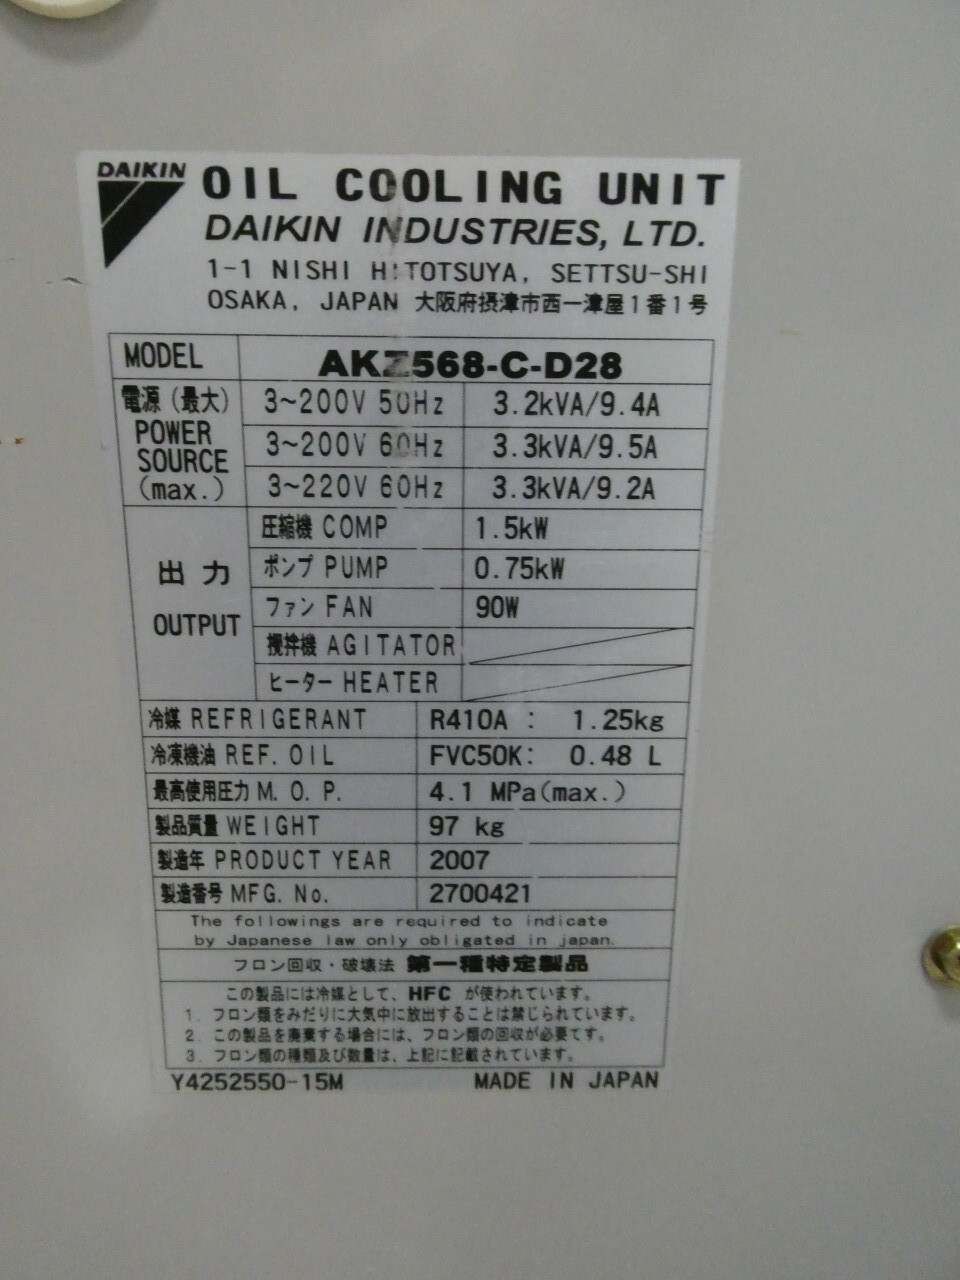 DAIKIN
OIL COOLING UNIT
DAIKIN INDUSTRIES, LTD.
1-1 NISHI HITOTSUYA, SETTSU-SHI
OSAKA, JAPAN 大阪府摂津市西一津屋1番1号
MODEL AKZ568-C-D28
電源(最大) 3~200V 50Hz 3.2kVA/9.4A
POWER SOURCE (max.) 3~200V 60Hz 3.3kVA/9.5A
3~220V 60Hz 3.3kVA/9.2A
出力 OUTPUT 圧縮機 COMP 1.5kW
ポンプ PUMP 0.75kW
ファン FAN 90W
攪拌機 AGITATOR
ヒーター HEATER
冷媒 REFRIGERANT R410A : 1.25kg
冷凍機油 REF. OIL FVC50K: 0.48 L
最高使用圧力 M. O. P. 4.1 MPa(max.)
製品質量 WEIGHT 97 kg
製造年 PRODUCT YEAR 2007
製造番号 MFG. No. 2700421
The followings are required to indicate
by Japanese law only obligated in japan.
フロン回収・破壊法 第一種特定製品
この製品には冷媒として、HFC が使われています。
1. フロン類をみだりに大気中に放出することは禁じられています。
2. この製品を廃棄する場合には、フロン類の回収が必要です。
3. フロン類の種類及び数量は、上記に記載されています。
Y4252550-15M MADE IN JAPAN